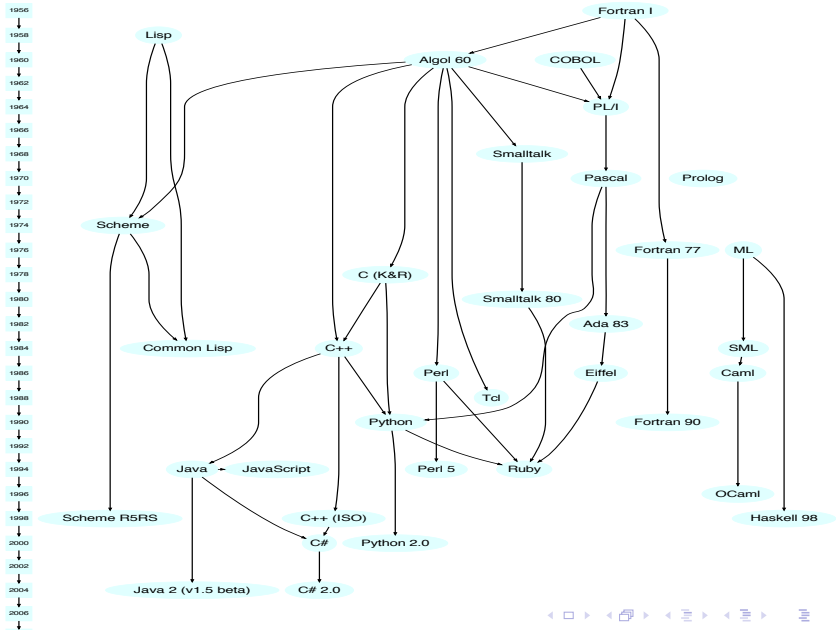 1956 Fortran I
1958 Lisp
1960 Algol 60 COBOL
1962
1964 PL/I
1966
1968 Smalltalk
1970 Pascal Prolog
1972
1974 Scheme
1976 Fortran 77 ML
1978 C (K&R)
1980 Smalltalk 80
1982 Ada 83
1984 Common Lisp C++ SML
1986 Perl Eiffel Caml
1988 Tcl
1990 Python Fortran 90
1992
1994 Java JavaScript Perl 5 Ruby
1996 OCaml
1998 Scheme R5RS C++ (ISO) Haskell 98
2000 C# Python 2.0
2002
2004 Java 2 (v1.5 beta) C# 2.0
2006